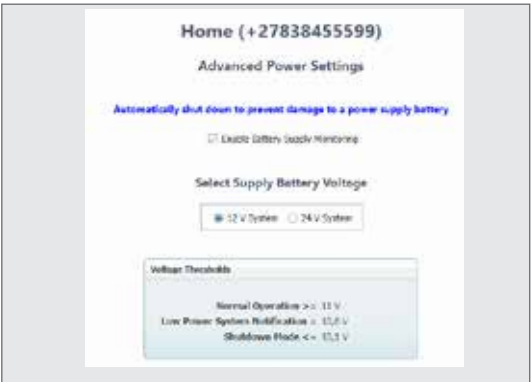 Home (+27838455599)
Advanced Power Settings
Automatically shut down to prevent damage to a power supply battery
Enable Battery Supply Monitoring
Select Supply Battery Voltage
12 V System 24 V System
Voltage Thresholds
Normal Operation >= 11 V
Low Power System Notification =
Shutdown Mode <=